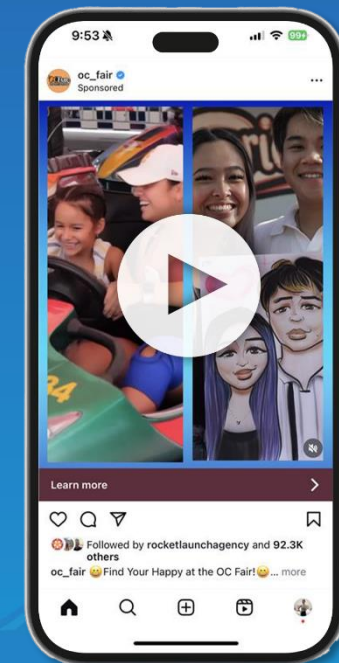 9:53
99+
oc_fair
Sponsored
34
Learn more
Followed by rocketlaunchagency and 92.3K
others
oc_fair 😀Find Your Happy at the OC Fair!😀... more